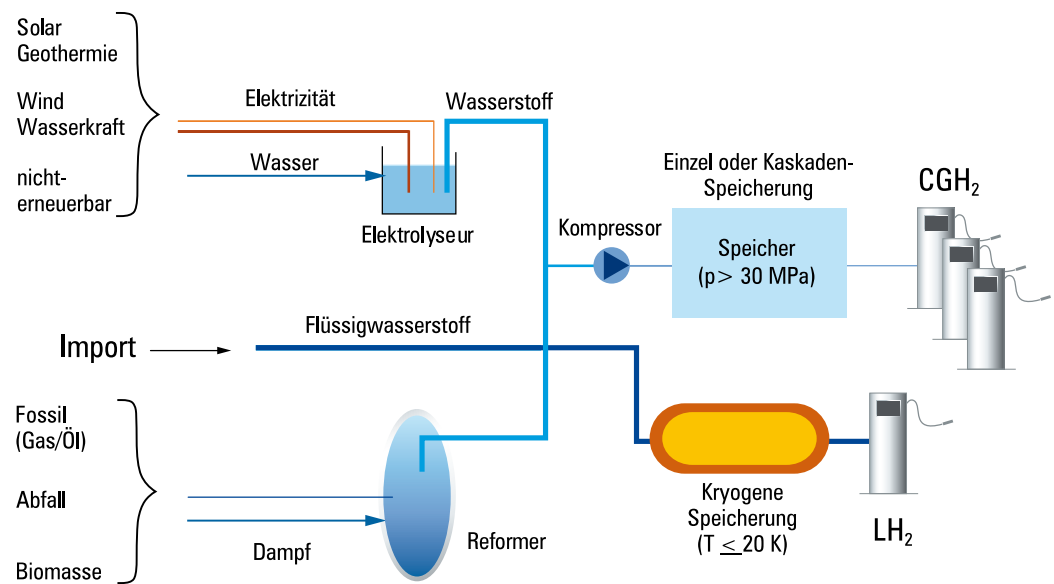 Solar
Geothermie
Wind
Wasserkraft
nicht-
erneuerbar
Elektrizität
Wasserstoff
Wasser
Elektrolyseur
Kompressor
Einzel oder Kaskaden-
Speicherung
Speicher
(p> 30 MPa)
CGH₂
Import
Flüssigwasserstoff
Fossil
(Gas/Öl)
Abfall
Biomasse
Dampf
Reformer
Kryogene
Speicherung
(T ≤ 20 K)
LH₂